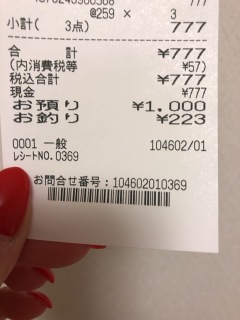 @259 × 3
小計( 3点) 777
合 計 ¥777
(内消費税等 ¥57)
税込合計 ¥777
現金 ¥777
お預り ¥1,000
お釣り ¥223
0001 一般 104602/01
レシートNO.0369
お問合せ番号:104602010369